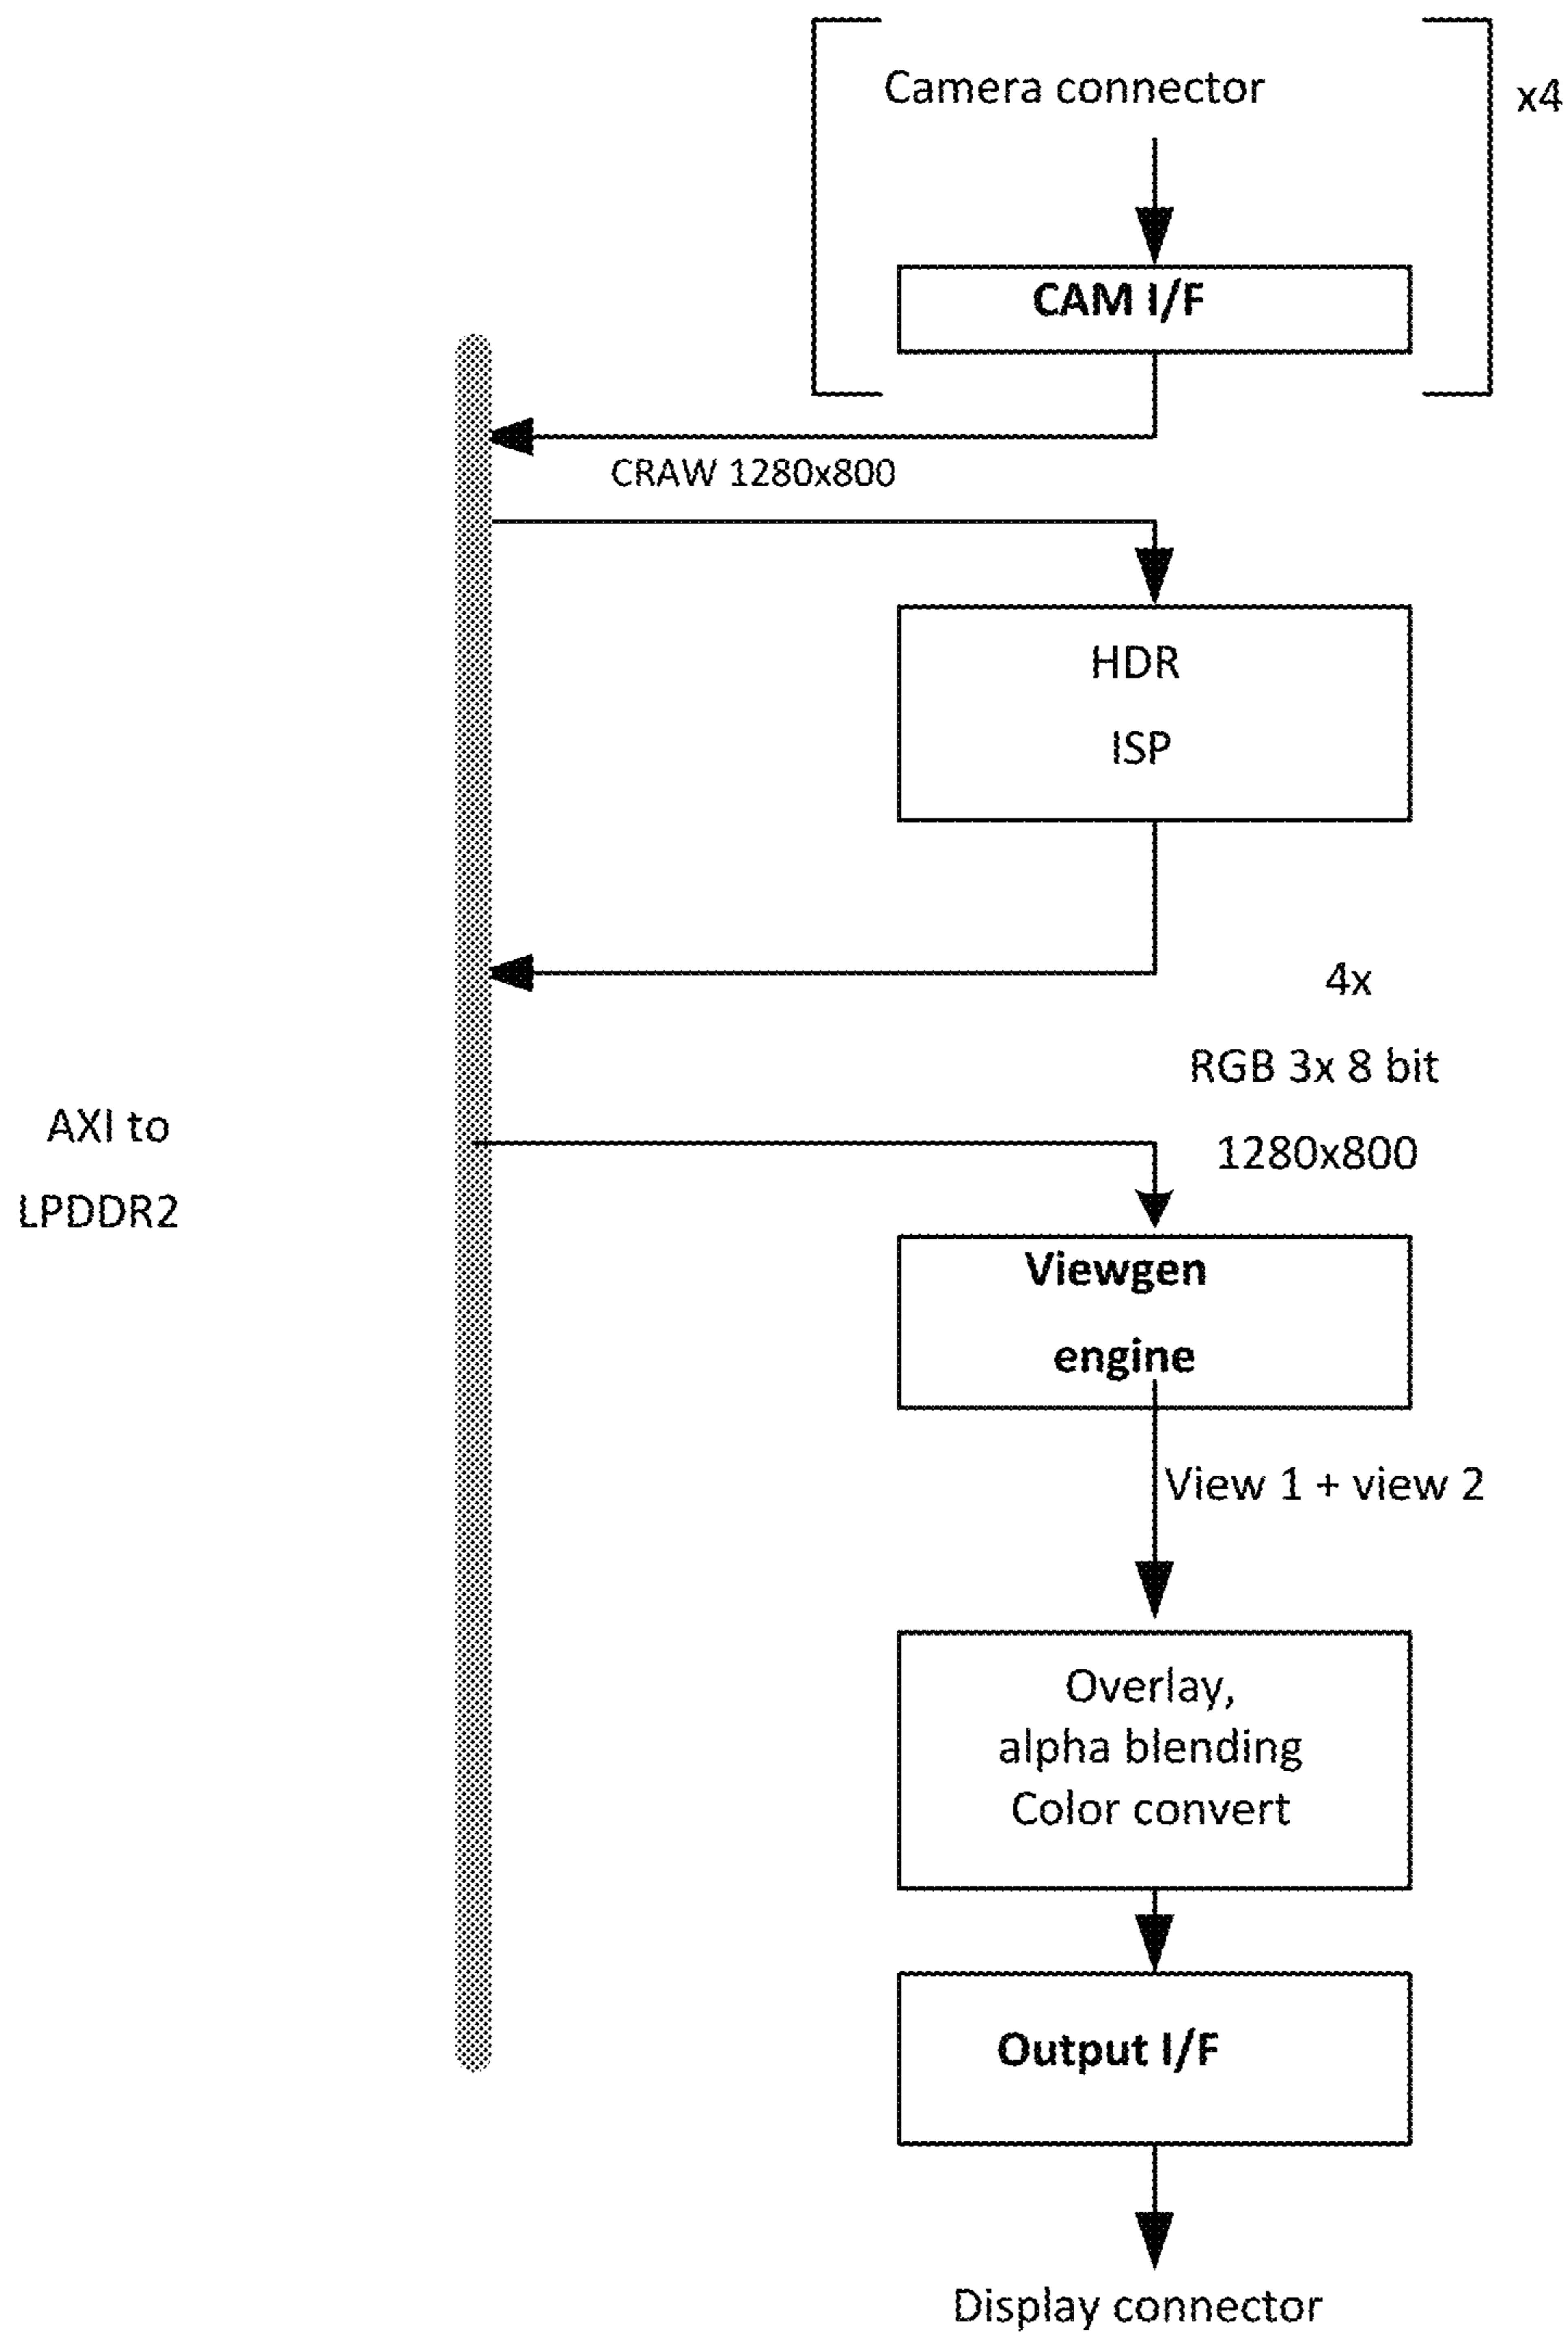 Camera connector
x4
CAM I/F
CRAW 1280x800
HDR
ISP
4x
RGB 3x 8 bit
1280x800
AXI to
LPDDR2
Viewgen
engine
View 1 + view 2
Overlay,
alpha blending
Color convert
Output I/F
Display connector